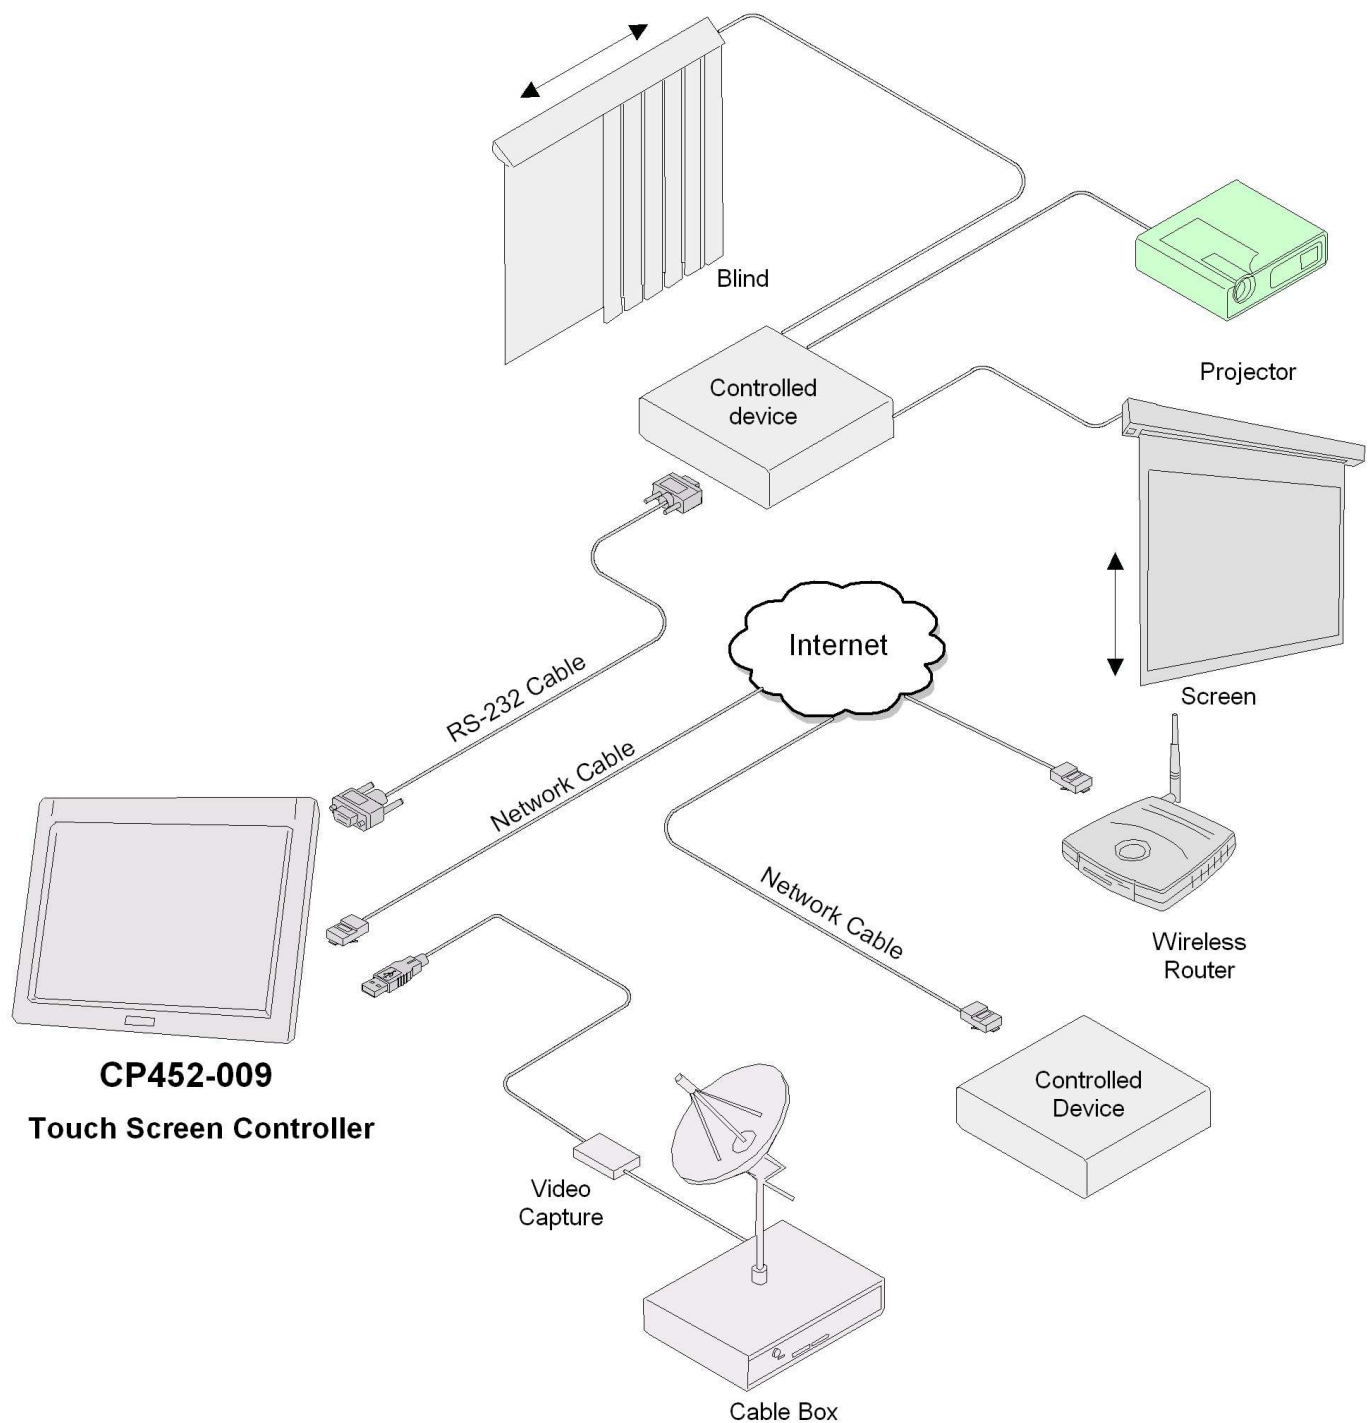 Blind
Projector
Controlled
device
Internet
Screen
RS-232 Cable
Network Cable
Network Cable
Wireless
Router
CP452-009
Touch Screen Controller
Controlled
Device
Video
Capture
Cable Box